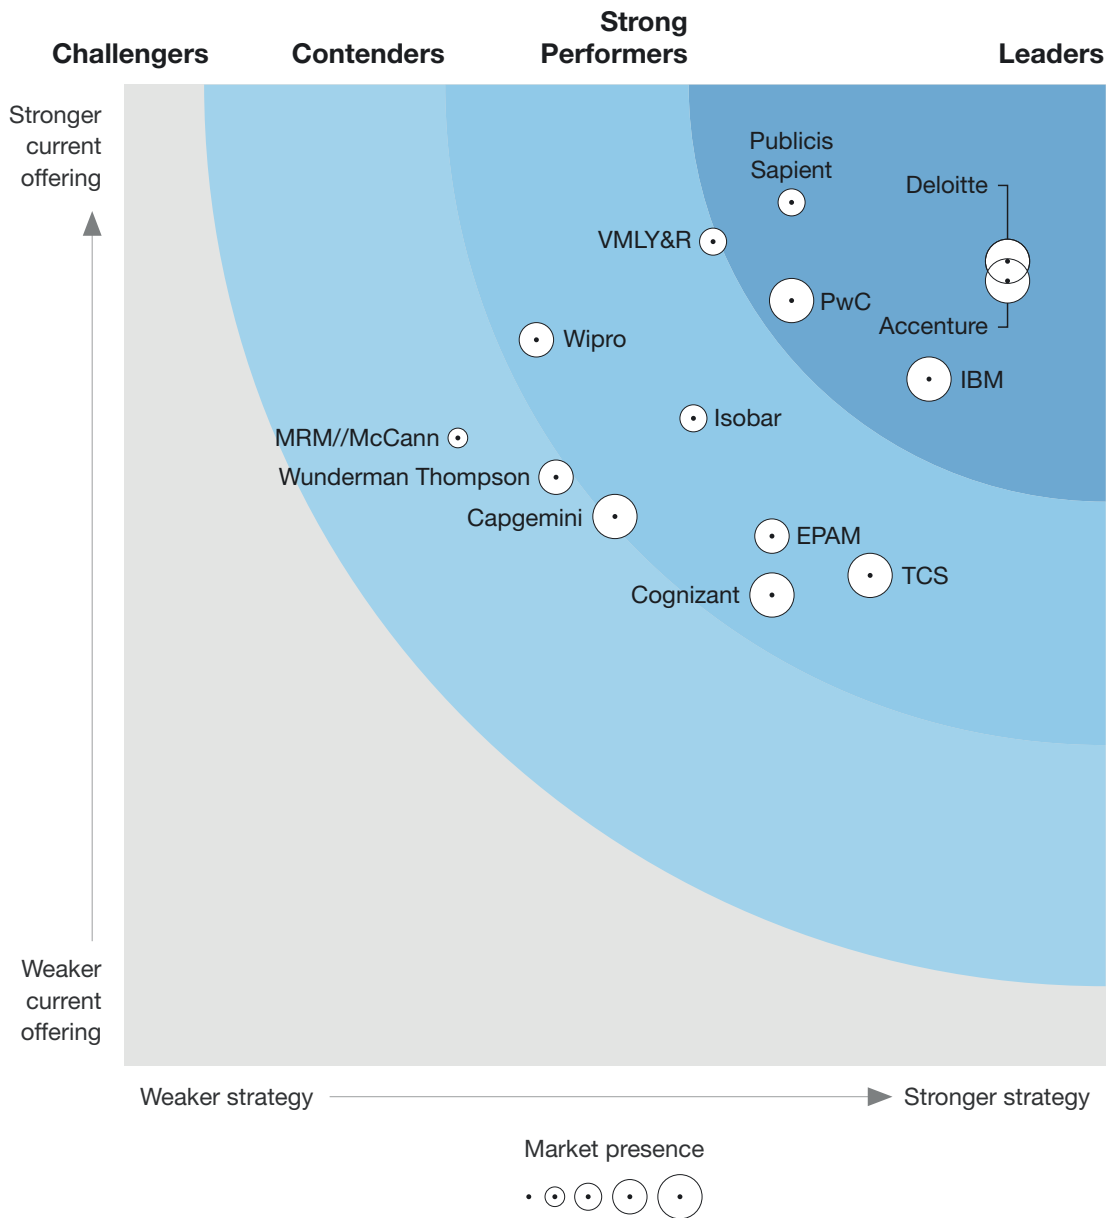 Strong
Challengers
Contenders
Performers
Leaders
Stronger
current
offering
Publicis
Sapient
Deloitte
VMLY&R
PwC
Accenture
Wipro
IBM
Isobar
MRM//McCann
Wunderman Thompson
Capgemini
EPAM
TCS
Cognizant
Weaker
current
offering
Weaker strategy
Stronger strategy
Market presence